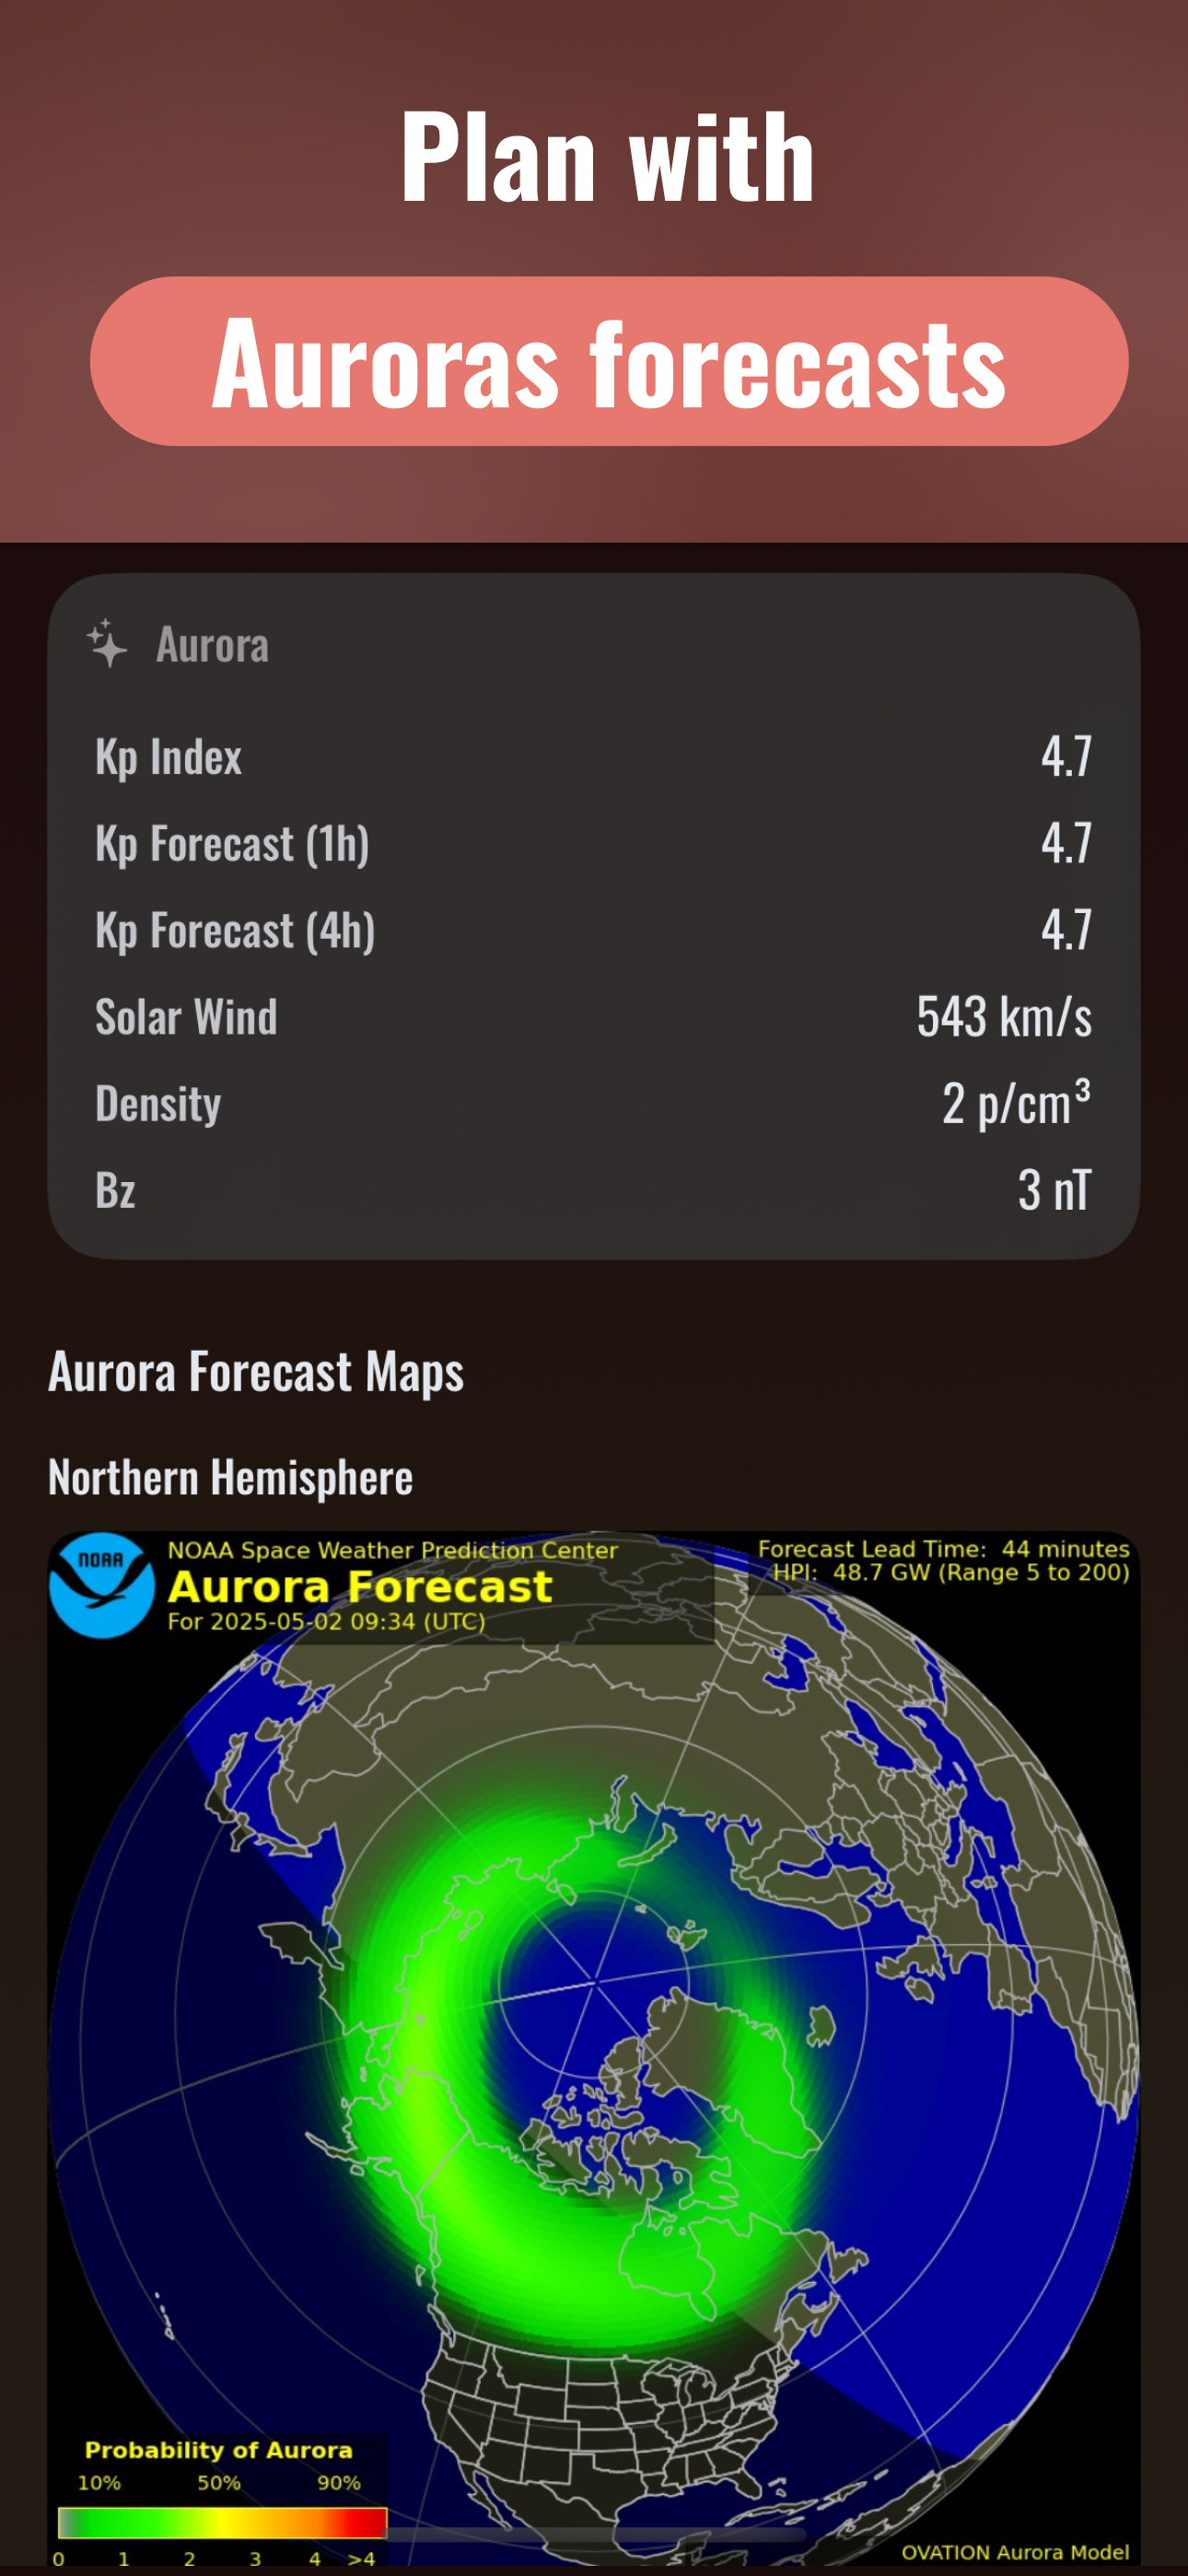 Plan with
Auroras forecasts
Aurora
Kp Index 4.7
Kp Forecast (1h) 4.7
Kp Forecast (4h) 4.7
Solar Wind 543 km/s
Density 2 p/cm³
Bz 3 nT
Aurora Forecast Maps
Northern Hemisphere
NOAA
NOAA Space Weather Prediction Center
Aurora Forecast
For 2025-05-02 09:34 (UTC)
Forecast Lead Time: 44 minutes
HPI: 48.7 GW (Range 5 to 200)
Probability of Aurora
10% 50% 90%
0 1 2 3 4 >4
OVATION Aurora Model